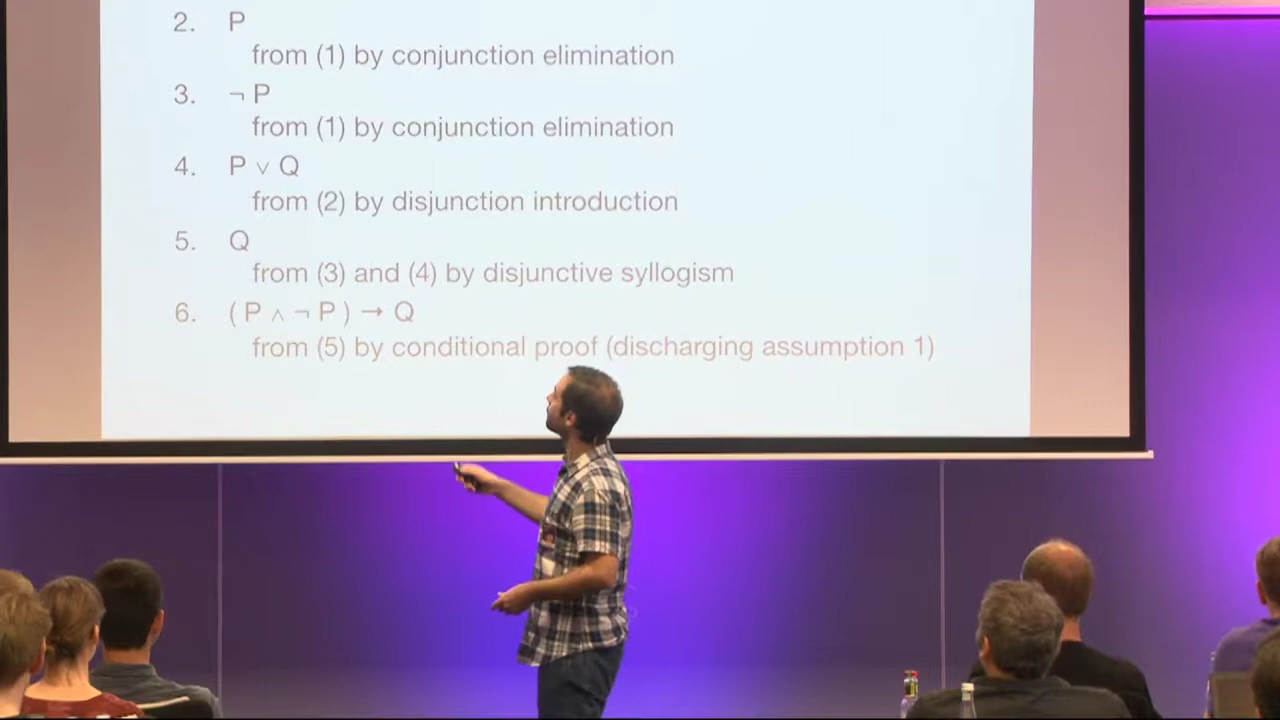 2. P
from (1) by conjunction elimination
3. ¬ P
from (1) by conjunction elimination
4. P ∨ Q
from (2) by disjunction introduction
5. Q
from (3) and (4) by disjunctive syllogism
6. ( P ∧ ¬ P ) → Q
from (5) by conditional proof (discharging assumption 1)